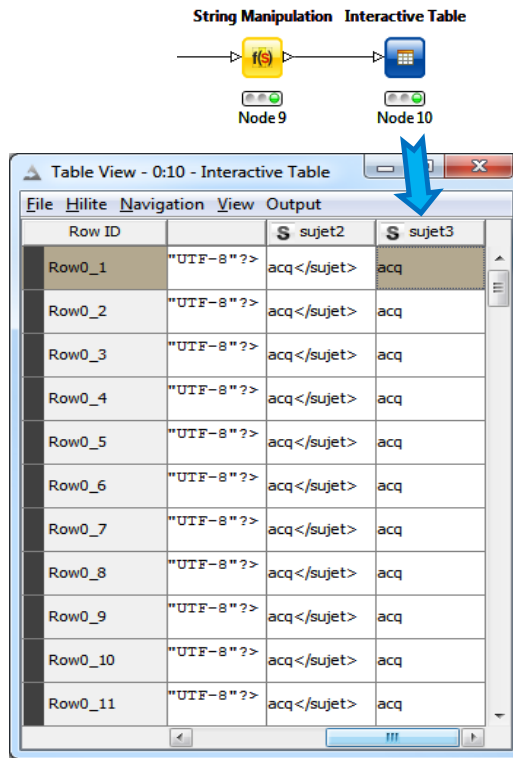 String Manipulation Interactive Table
f(S)
Node 9 Node 10
Table View - 0:10 - Interactive Table
File Hilite Navigation View Output
Row ID S sujet2 S sujet3
Row0_1 "UTF-8"?> acq</sujet> acq
Row0_2 "UTF-8"?> acq</sujet> acq
Row0_3 "UTF-8"?> acq</sujet> acq
Row0_4 "UTF-8"?> acq</sujet> acq
Row0_5 "UTF-8"?> acq</sujet> acq
Row0_6 "UTF-8"?> acq</sujet> acq
Row0_7 "UTF-8"?> acq</sujet> acq
Row0_8 "UTF-8"?> acq</sujet> acq
Row0_9 "UTF-8"?> acq</sujet> acq
Row0_10 "UTF-8"?> acq</sujet> acq
Row0_11 "UTF-8"?> acq</sujet> acq